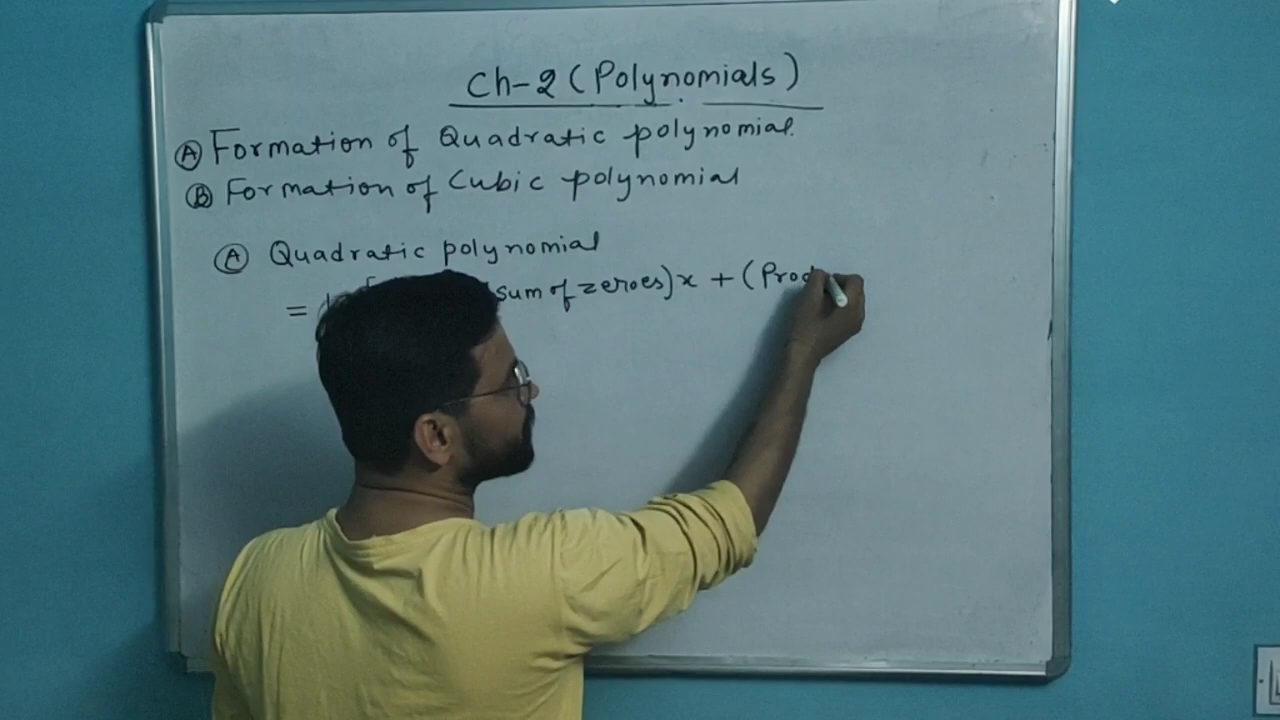 Ch-2 (Polynomials)
Ⓐ Formation of Quadratic polynomial.
Ⓑ Formation of Cubic polynomial
Ⓐ Quadratic polynomial
= (sum of zeroes)x + (Prod